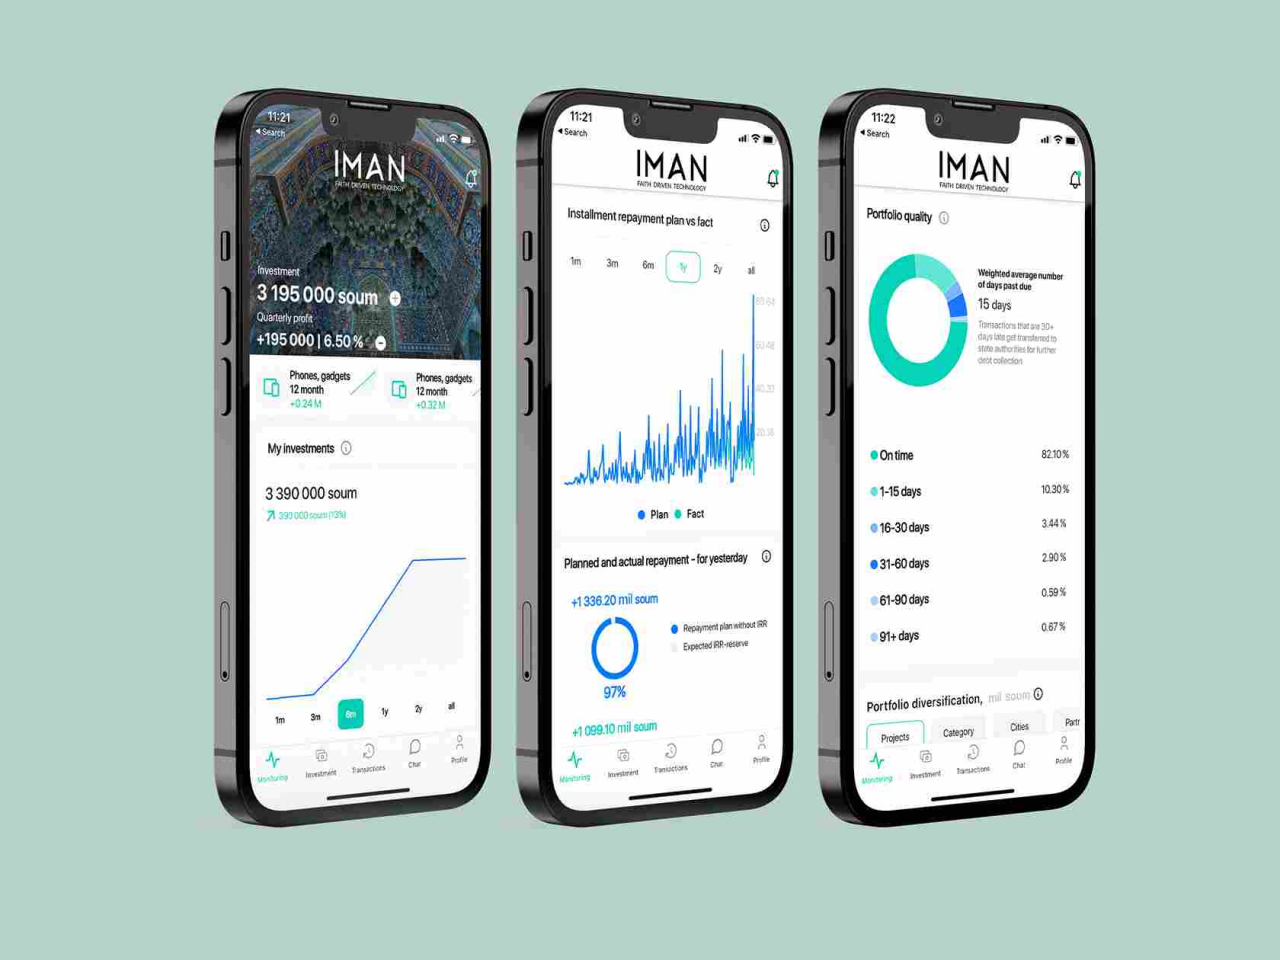 11:21
Search
IMAN
FAITH DRIVEN TECHNOLOGY
Investment
3 195 000 soum
Quarterly profit
+195 000 | 6.50 %
Phones, gadgets
12 month
+0.24 M
Phones, gadgets
12 month
+0.32 M
My investments
3 390 000 soum
390 000 soum (13%)
1m 3m 6m 1y 2y all
Monitoring Investment Transactions Chat Profile
11:21
Search
IMAN
FAITH DRIVEN TECHNOLOGY
Installment repayment plan vs fact
1m 3m 6m 1y 2y all
60.48
Plan Fact
Planned and actual repayment - for yesterday
+1 336.20 mil soum
Repayment plan without IRR
Expected IRR-reserve
97%
+1 099.10 mil soum
Monitoring Investment Transactions Chat Profile
11:22
Search
IMAN
FAITH DRIVEN TECHNOLOGY
Portfolio quality
Weighted average number
of days past due
15 days
Transactions that are 30+
days late get transferred to
state authorities for further
debt collection
On time 82.10 %
1-15 days 10.30 %
16-30 days 3.44 %
31-60 days 2.90 %
61-90 days 0.59 %
91+ days 0.67 %
Portfolio diversification, mil soum
Projects Category Cities Partr
Monitoring Investment Transactions Chat Profile